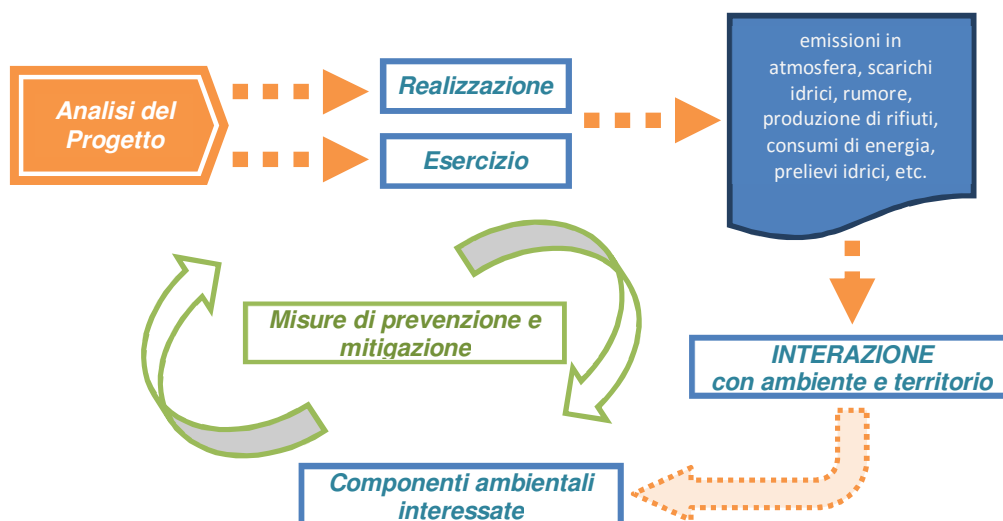 Analisi del
Progetto
Realizzazione
Esercizio
emissioni in
atmosfera, scarichi
idrici, rumore,
produzione di rifiuti,
consumi di energia,
prelievi idrici, etc.
Misure di prevenzione e
mitigazione
INTERAZIONE
con ambiente e territorio
Componenti ambientali
interessate